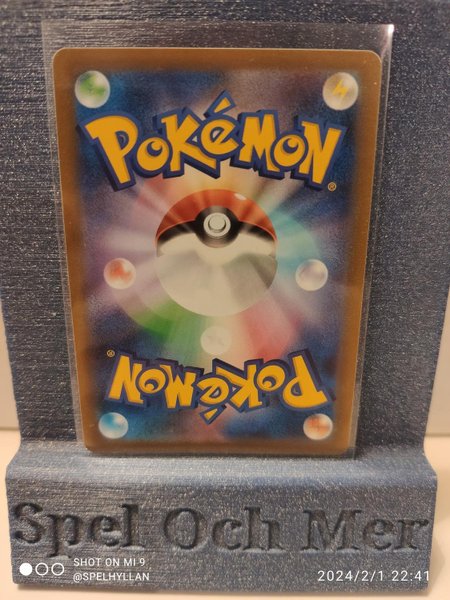 POKéMON®
POKéMON®
Spel Och Mer
SHOT ON MI 9
@SPELHYLLAN
2024/2/1 22:41